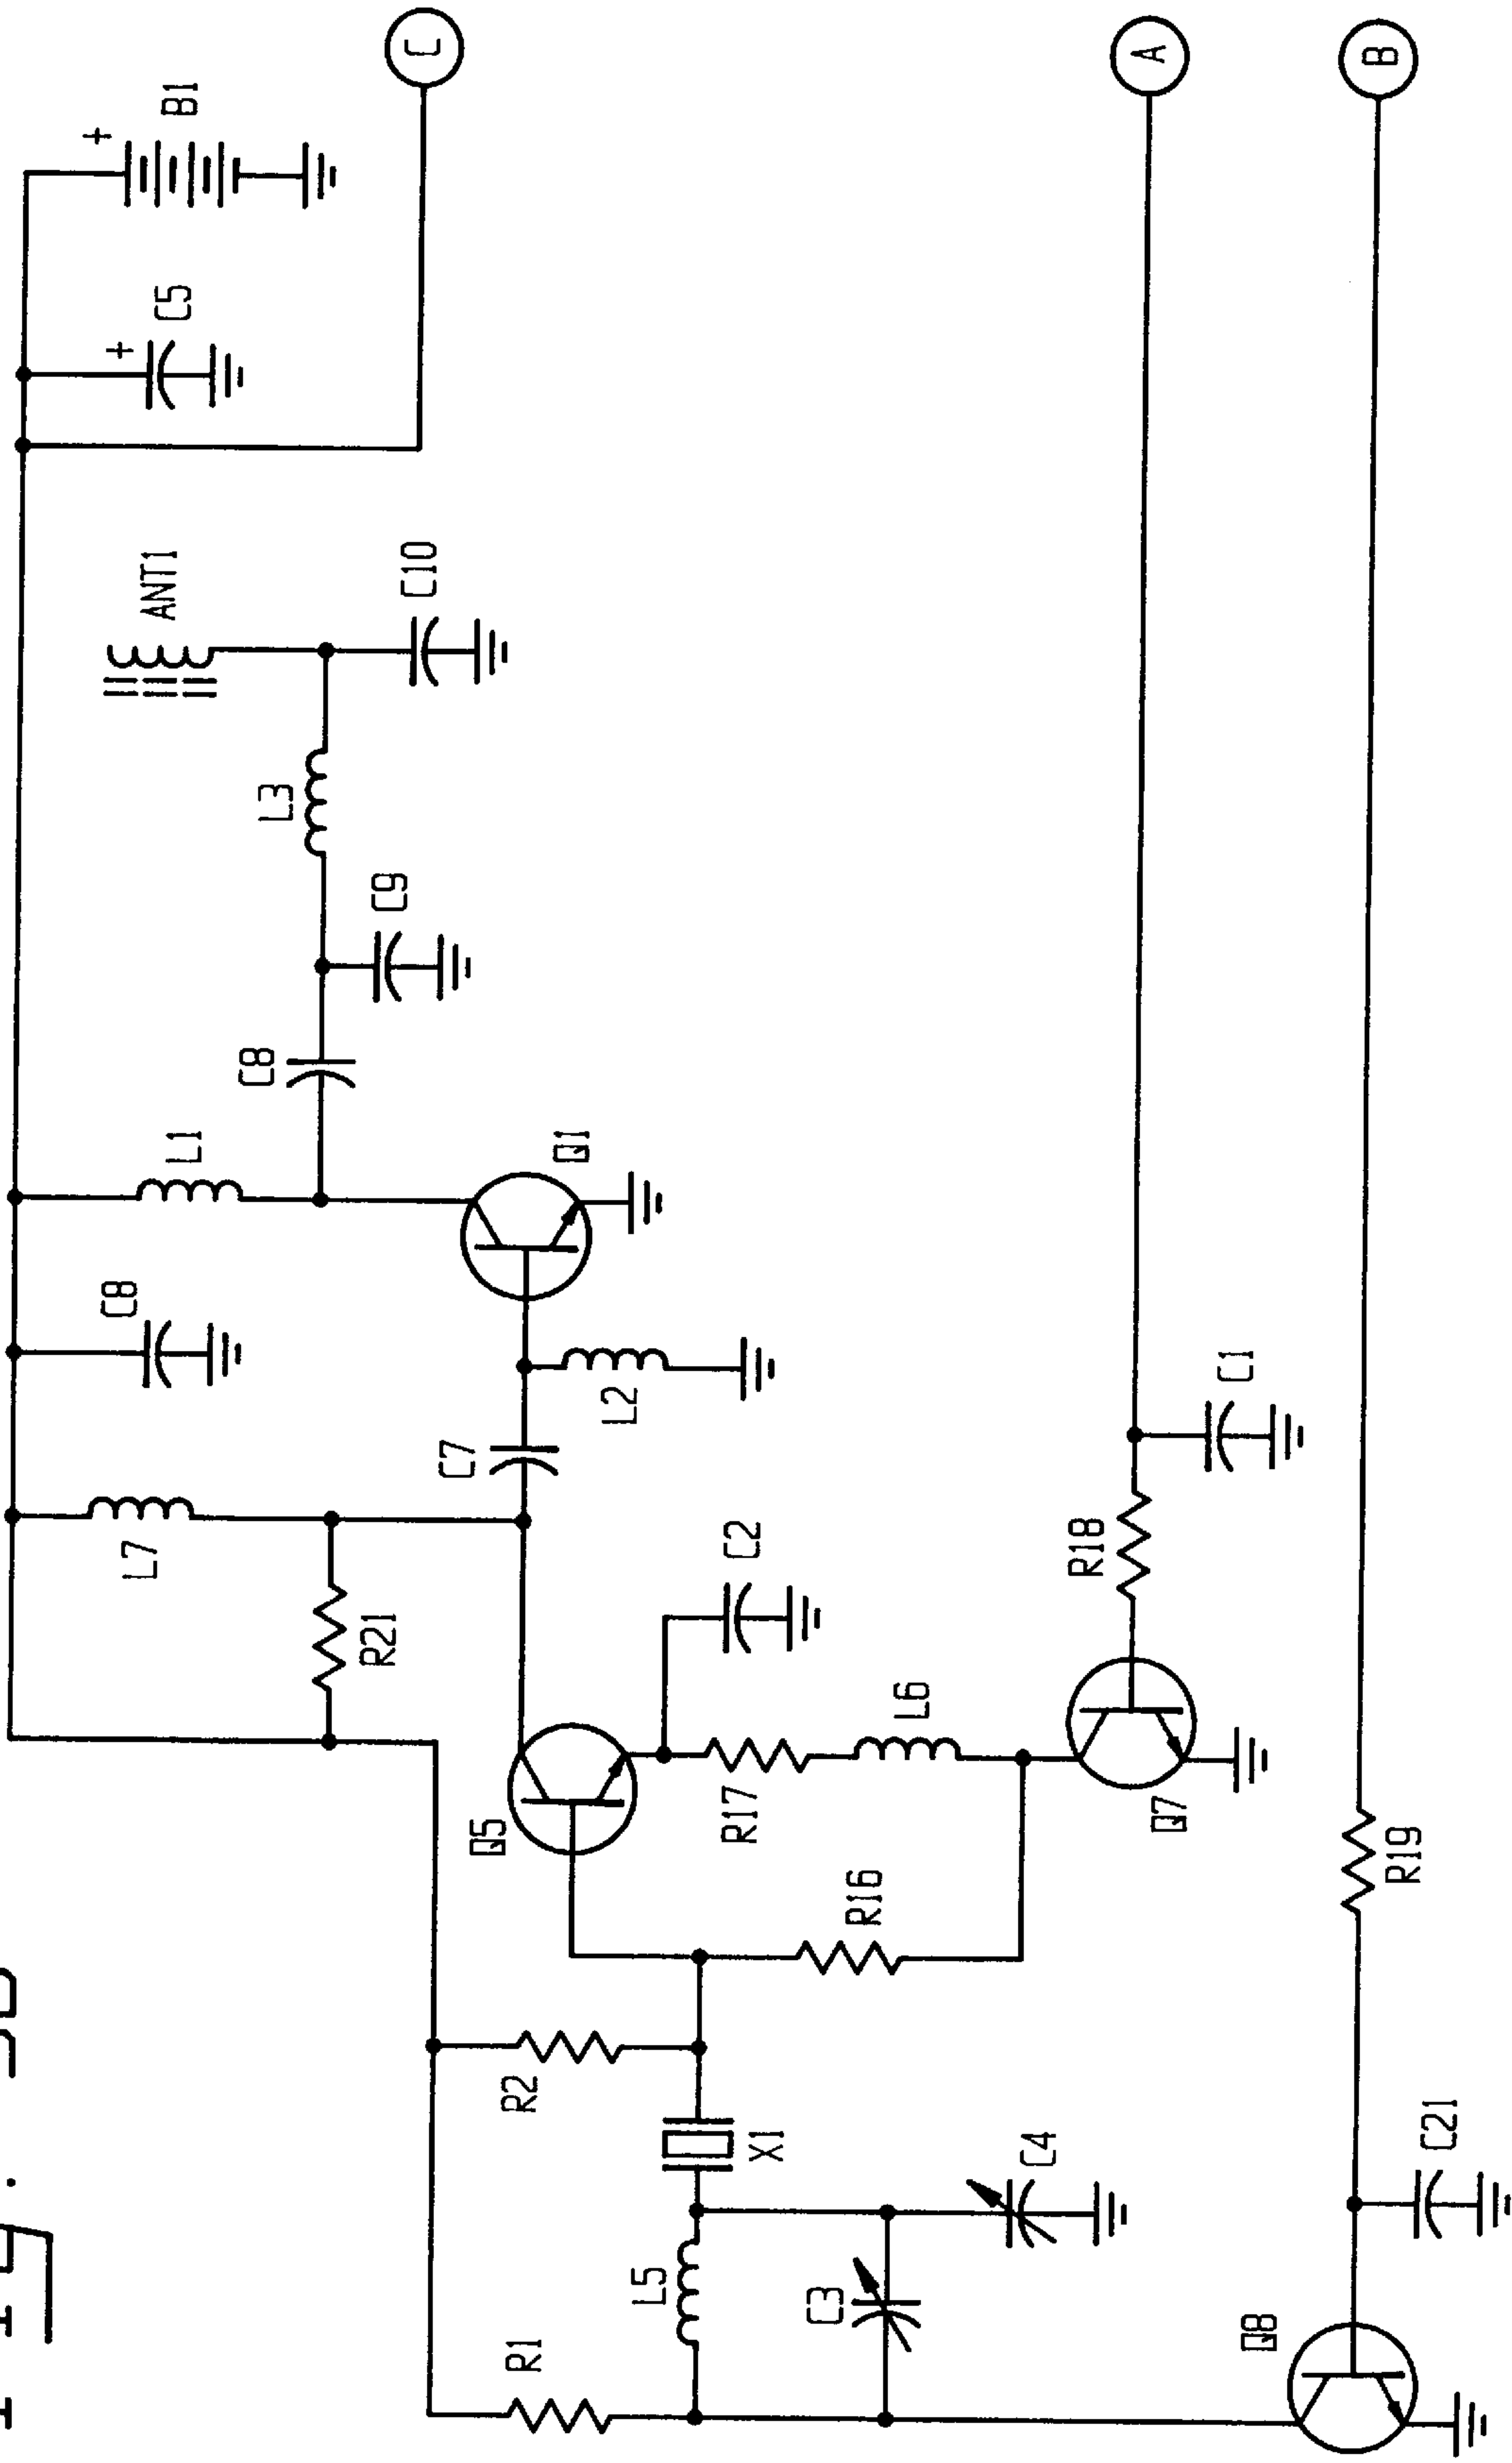 C
B1
+
C5
+
A
B
ANT1
C10
L3
C9
C8
L1
Q1
C8
L2
C7
C1
L7
R21
C2
R18
Q5
R17
L6
Q7
R16
R19
R2
X1
C4
C21
L5
C3
R1
Q8